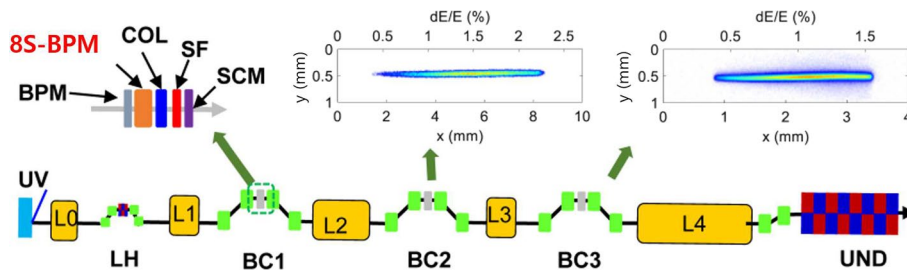 8S-BPM
COL
SF
SCM
BPM
dE/E (%)
0 0.5 1 1.5 2 2.5
y (mm)
0
0.5
1
0 2 4 6 8 10
x (mm)
dE/E (%)
0 0.5 1 1.5
y (mm)
0
0.5
1
0 1 2 3 4
x (mm)
UV
L0
L1
L2
L3
L4
LH
BC1
BC2
BC3
UND